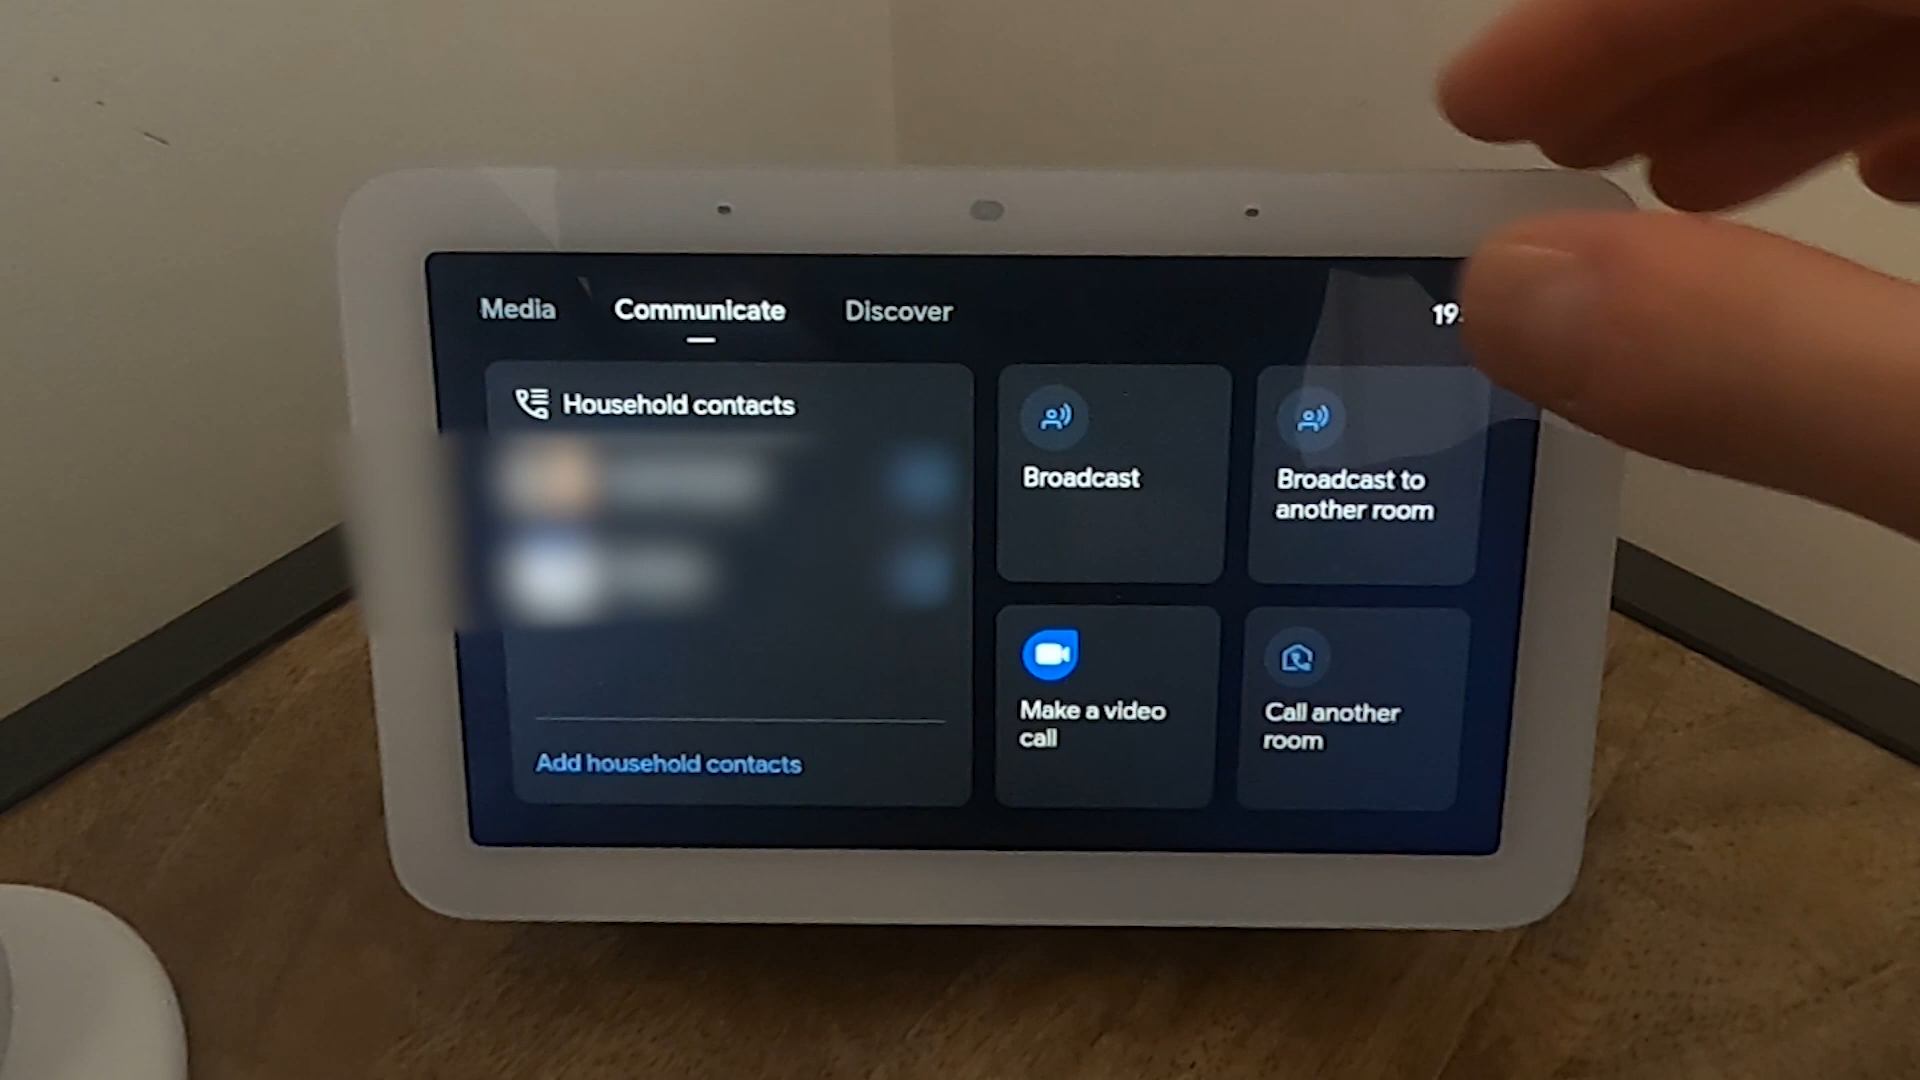 Media Communicate Discover 19:
Household contacts
Add household contacts
Broadcast
Broadcast to
another room
Make a video
call
Call another
room